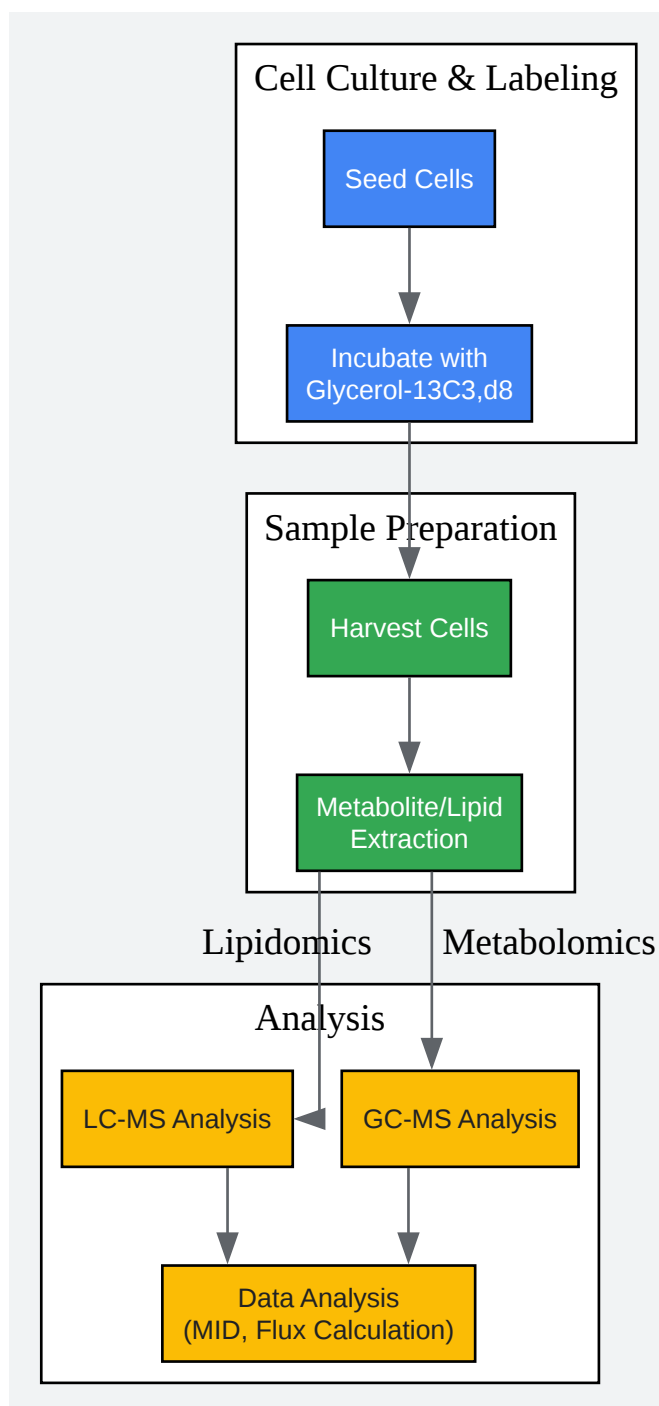 Cell Culture & Labeling
Seed Cells
Incubate with
Glycerol-13C3,d8
Sample Preparation
Harvest Cells
Metabolite/Lipid
Extraction
Lipidomics
Metabolomics
Analysis
LC-MS Analysis
GC-MS Analysis
Data Analysis
(MID, Flux Calculation)